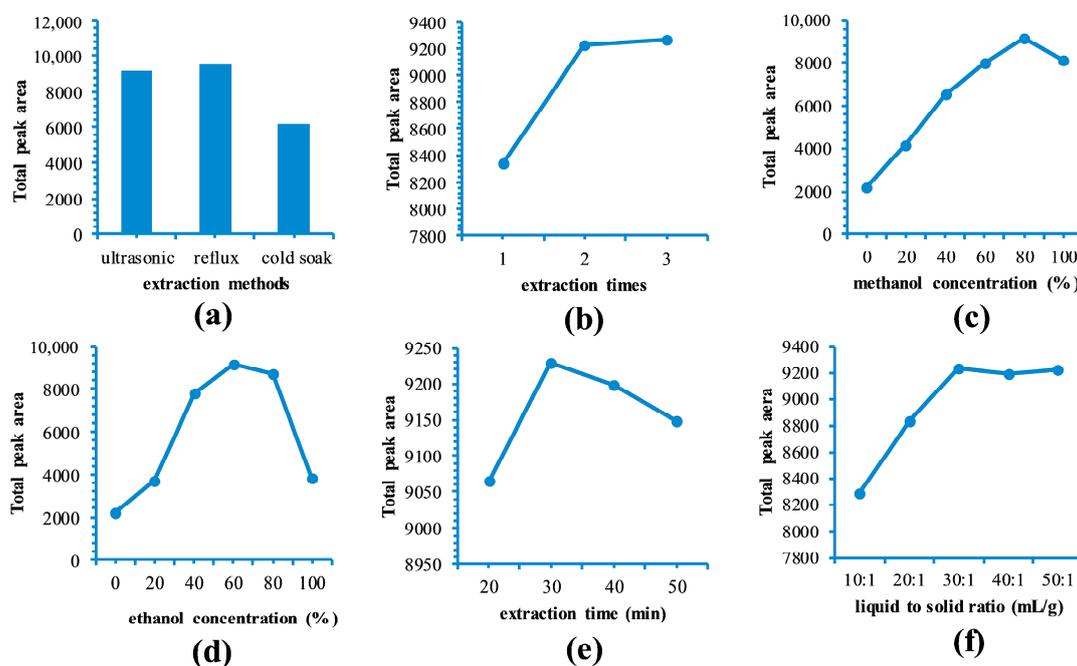 12,000
10,000
8000
6000
4000
2000
0
Total peak area
ultrasonic reflux cold soak
extraction methods
(a)
9400
9200
9000
8800
8600
8400
8200
8000
7800
Total peak area
1 2 3
extraction times
(b)
10,000
8000
6000
4000
2000
0
Total peak area
0 20 40 60 80 100
methanol concentration (%)
(c)
10,000
8000
6000
4000
2000
0
Total peak area
0 20 40 60 80 100
ethanol concentration (%)
(d)
9250
9200
9150
9100
9050
9000
8950
Total peak area
20 30 40 50
extraction time (min)
(e)
9400
9200
9000
8800
8600
8400
8200
8000
7800
Total peak aera
10:1 20:1 30:1 40:1 50:1
liquid to solid ratio (mL/g)
(f)